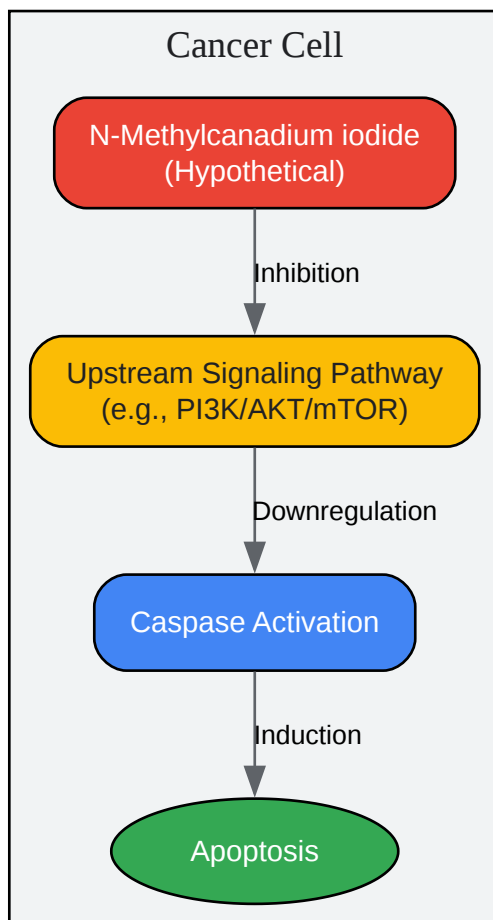 Cancer Cell
N-Methylcanadium iodide
(Hypothetical)
Inhibition
Upstream Signaling Pathway
(e.g., PI3K/AKT/mTOR)
Downregulation
Caspase Activation
Induction
Apoptosis